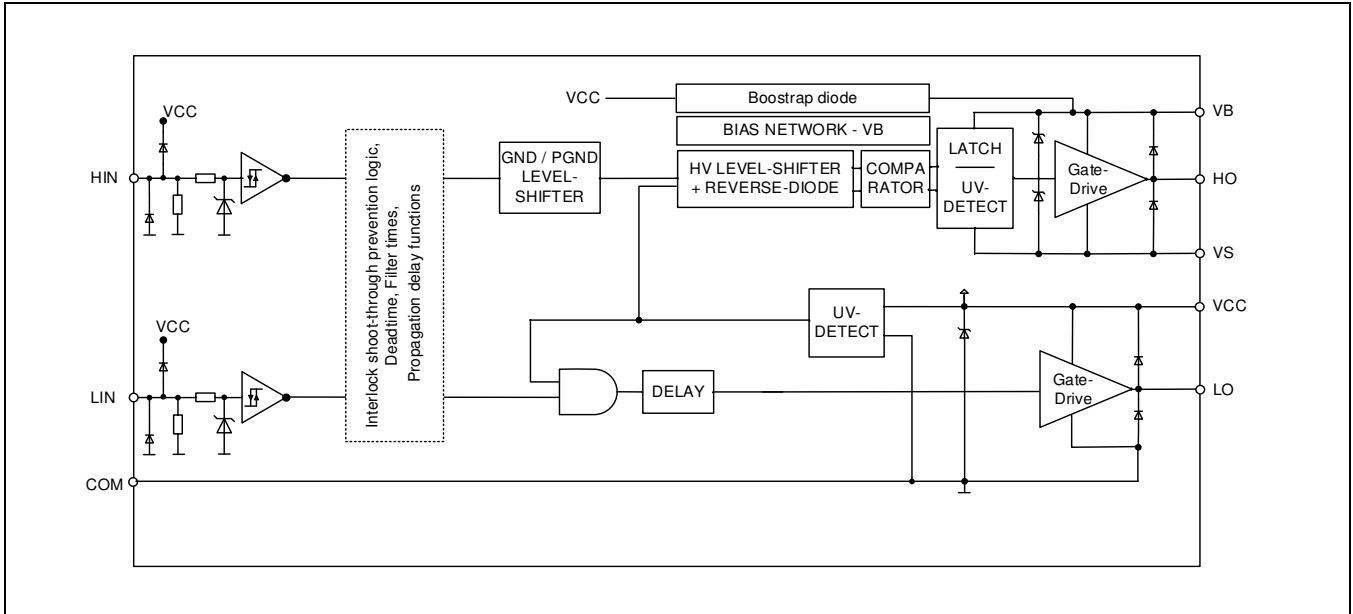 VCC
Boostrap diode
VB
VCC
BIAS NETWORK - VB
HIN
GND / PGND
LEVEL-
SHIFTER
HV LEVEL-SHIFTER
+ REVERSE-DIODE
COMPA
RATOR
LATCH
UV-
DETECT
Gate-
Drive
HO
VS
Interlock shoot-through prevention logic,
Deadtime, Filter times,
Propagation delay functions
VCC
UV-
DETECT
VCC
LIN
DELAY
Gate-
Drive
LO
COM